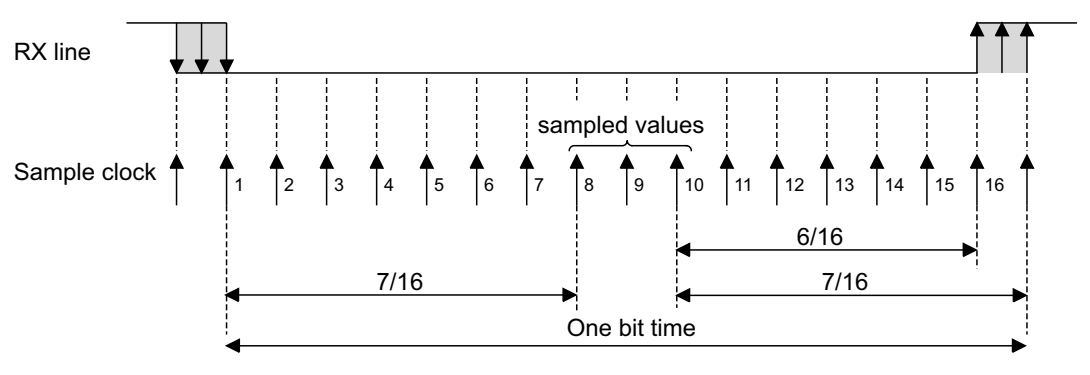 RX line
sampled values
Sample clock
1 2 3 4 5 6 7 8 9 10 11 12 13 14 15 16
6/16
7/16 7/16
One bit time